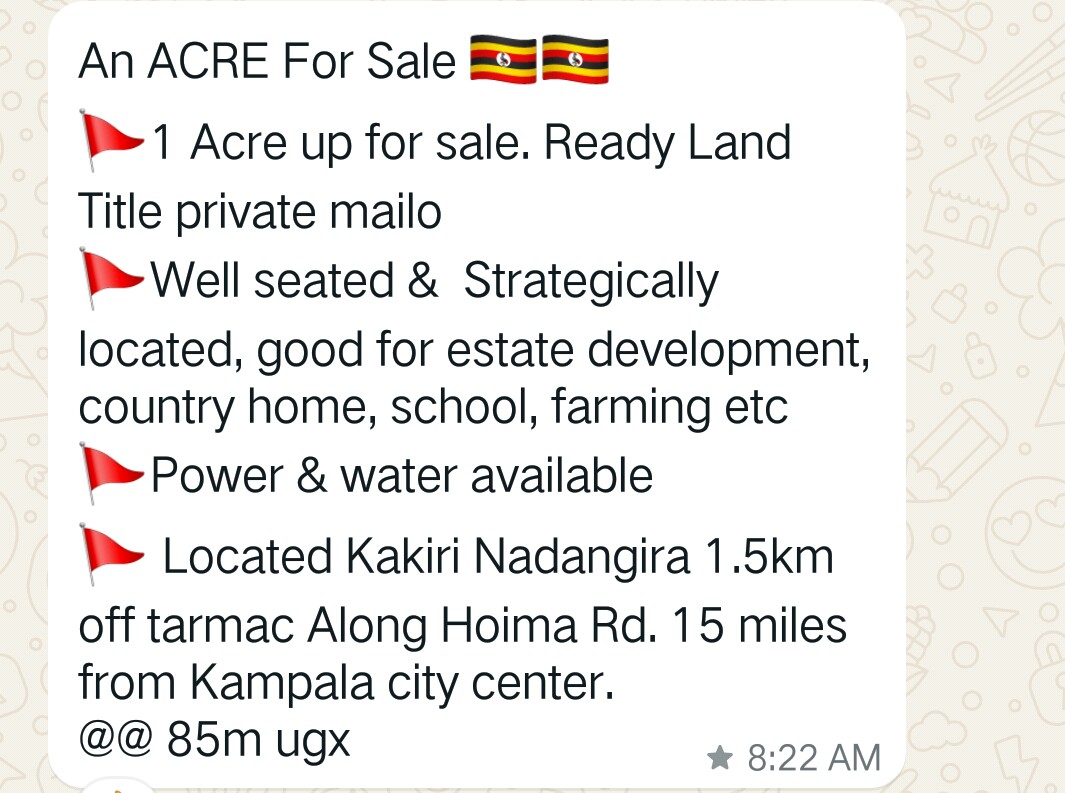 An ACRE For Sale 🇺🇬🇺🇬
🚩1 Acre up for sale. Ready Land
Title private mailo
🚩Well seated &  Strategically
located, good for estate development,
country home, school, farming etc
🚩Power & water available
🚩 Located Kakiri Nadangira 1.5km
off tarmac Along Hoima Rd. 15 miles
from Kampala city center.
@@ 85m ugx
★ 8:22 AM